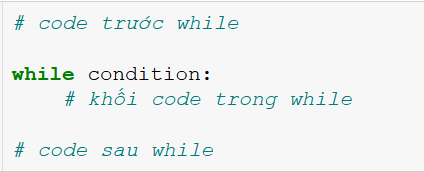 # code trước while
while condition:
# khối code trong while
# code sau while